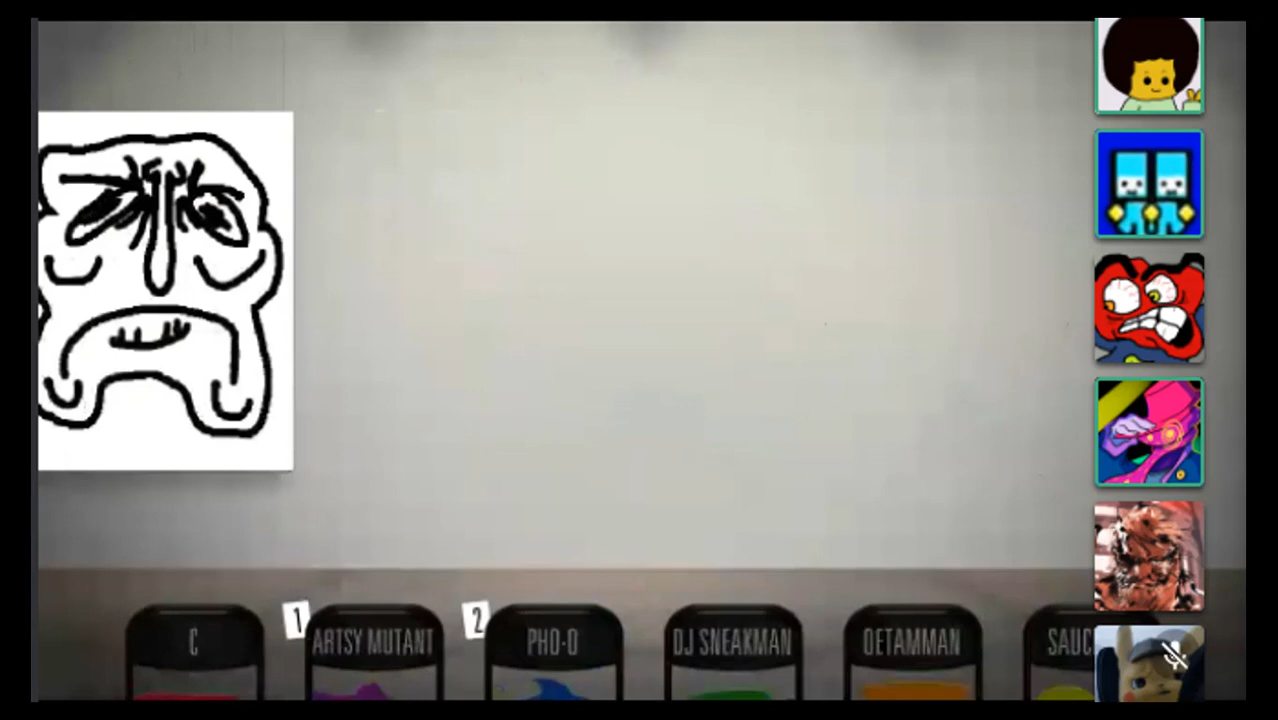 1
2
C
ARTSY MUTANT
PHO-O
DJ SNEAKMAN
OETAMMAN
SAUC